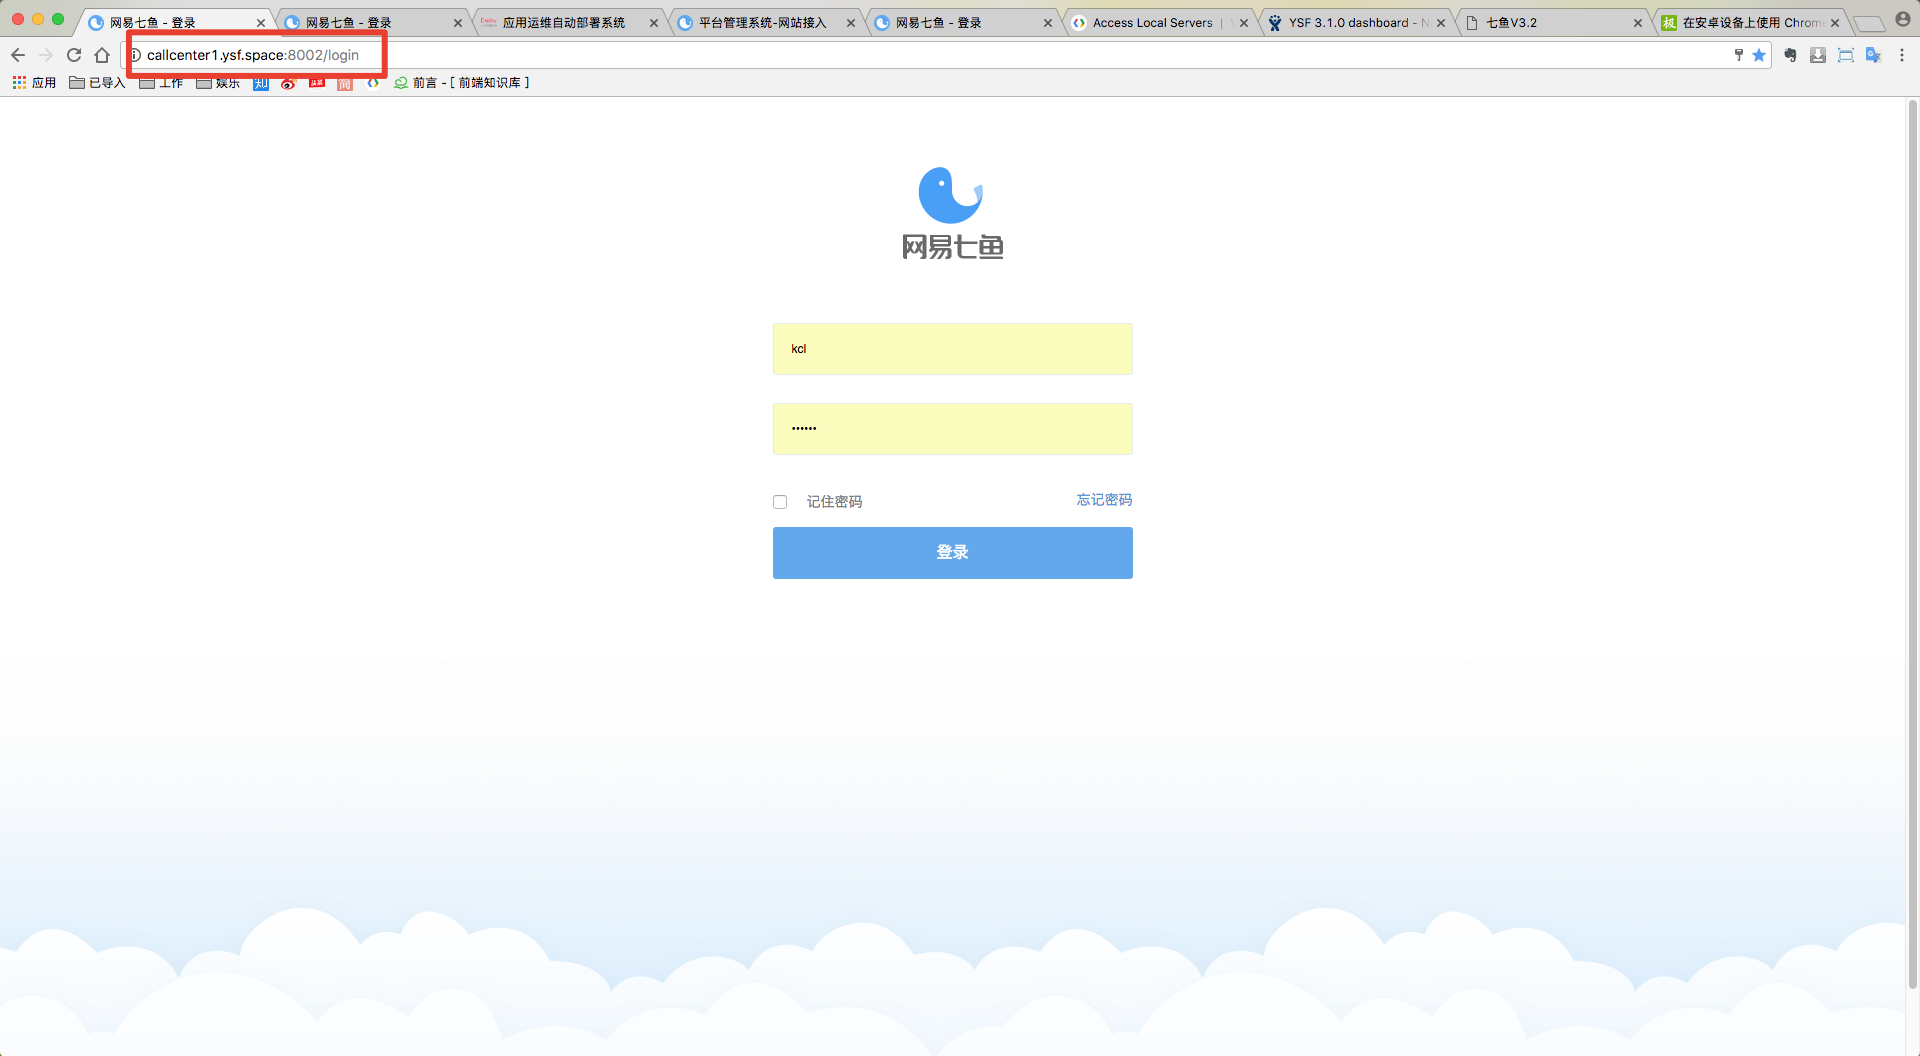 网易七鱼 - 登录
网易七鱼 - 登录
应用运维自动部署系统
平台管理系统-网站接入
网易七鱼 - 登录
Access Local Servers |
YSF 3.1.0 dashboard -
七鱼V3.2
极
在安卓设备上使用 Chrome
callcenter1.ysf.space:8002/login
应用
已导入
工作
娱乐
知
简
前言 - [ 前端知识库 ]
网易七鱼
kcl
••••••
记住密码
忘记密码
登录